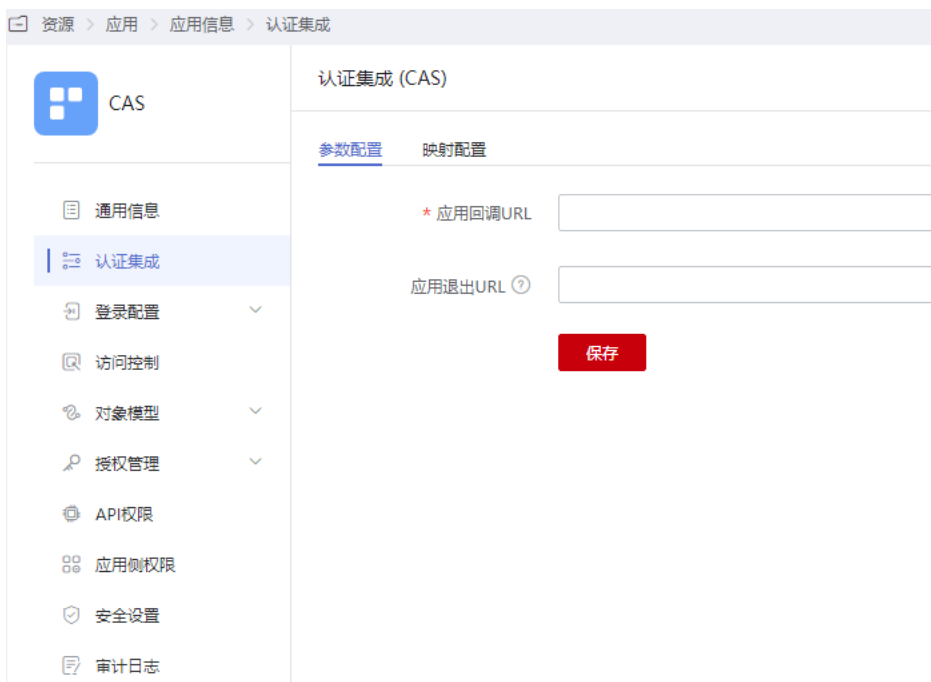 资源 > 应用 > 应用信息 > 认证集成
CAS
通用信息
认证集成
登录配置
访问控制
对象模型
授权管理
API权限
应用侧权限
安全设置
审计日志
认证集成 (CAS)
参数配置 映射配置
* 应用回调URL
应用退出URL ?
保存